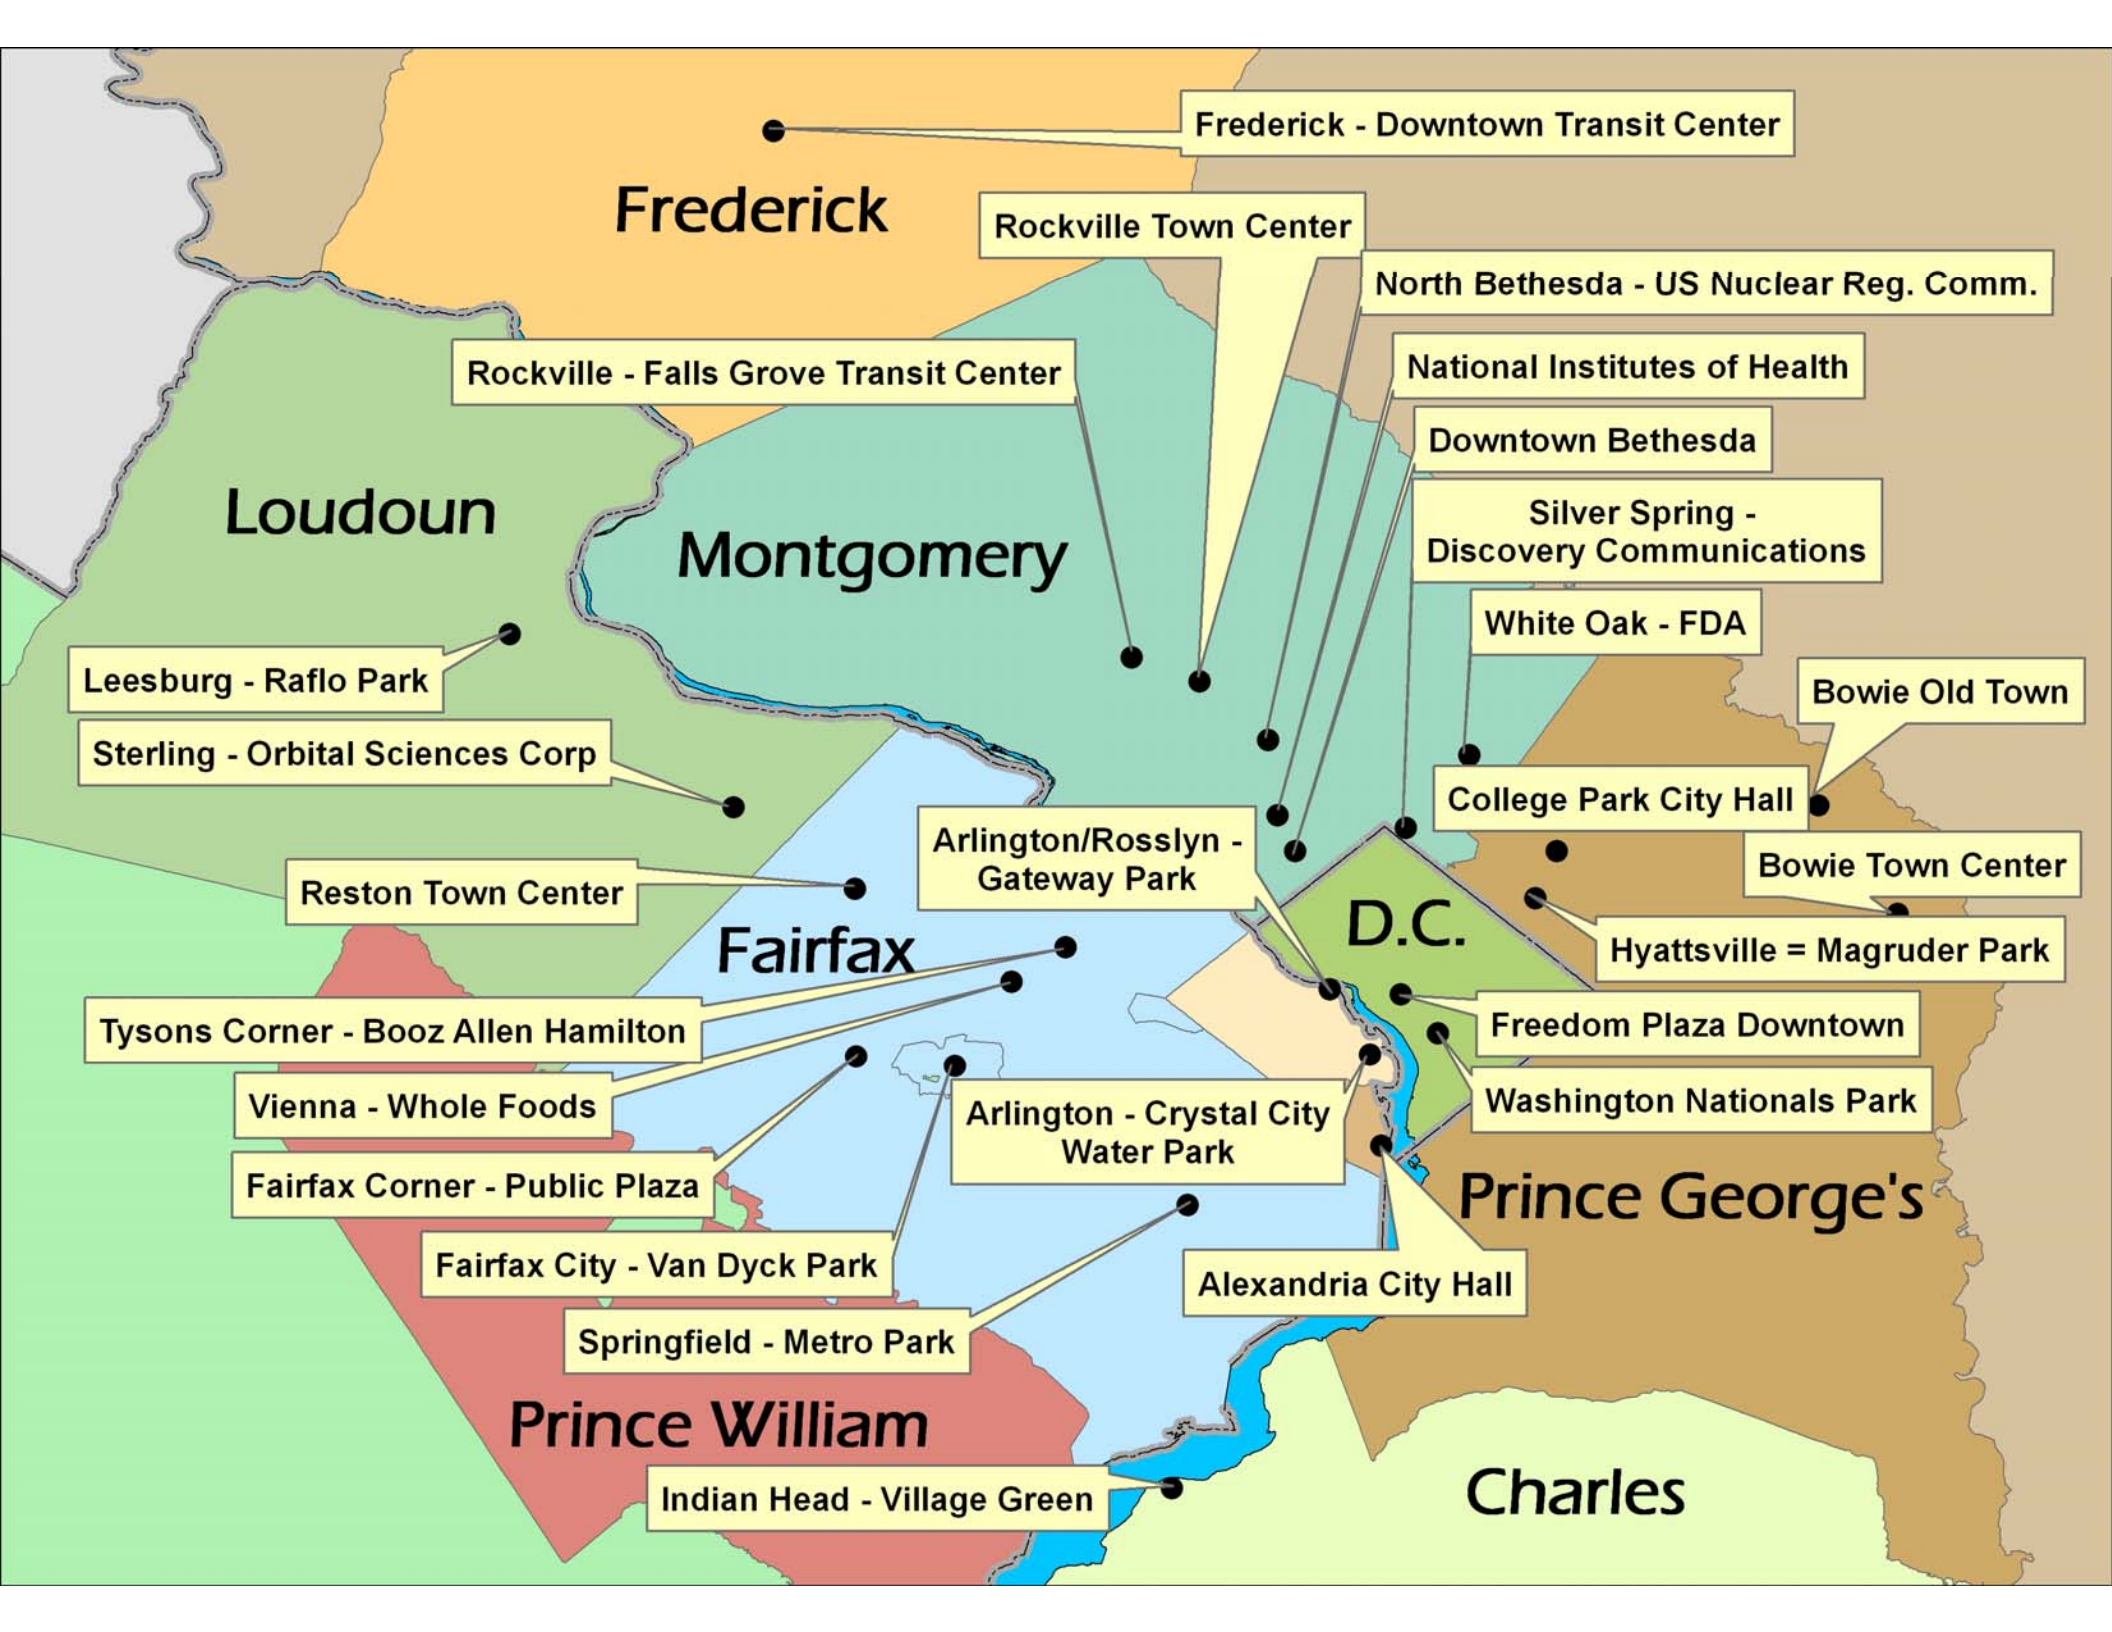 Frederick - Downtown Transit Center
Frederick
Rockville Town Center
North Bethesda - US Nuclear Reg. Comm.
Rockville - Falls Grove Transit Center
National Institutes of Health
Downtown Bethesda
Loudoun
Silver Spring -
Discovery Communications
Montgomery
White Oak - FDA
Leesburg - Raflo Park
Bowie Old Town
Sterling - Orbital Sciences Corp
College Park City Hall
Arlington/Rosslyn -
Gateway Park
Bowie Town Center
Reston Town Center
D.C.
Fairfax
Hyattsville = Magruder Park
Tysons Corner - Booz Allen Hamilton
Freedom Plaza Downtown
Vienna - Whole Foods
Arlington - Crystal City
Water Park
Washington Nationals Park
Fairfax Corner - Public Plaza
Prince George's
Fairfax City - Van Dyck Park
Alexandria City Hall
Springfield - Metro Park
Prince William
Indian Head - Village Green
Charles